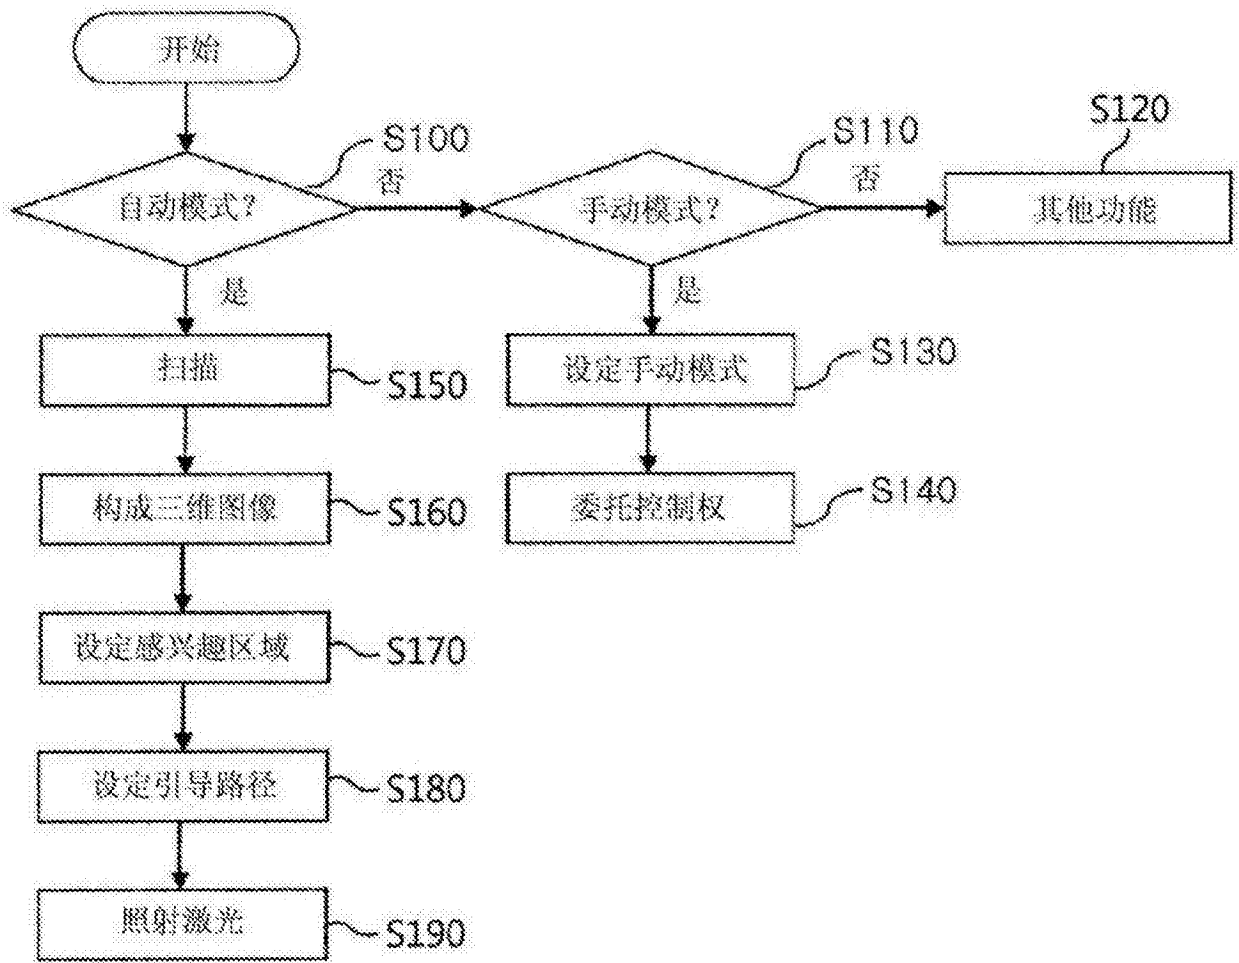 开始
S100
S110
S120
自动模式?
否
手动模式?
否
其他功能
是
是
扫描
S150
设定手动模式
S130
构成三维图像
S160
委托控制权
S140
设定感兴趣区域
S170
设定引导路径
S180
照射激光
S190